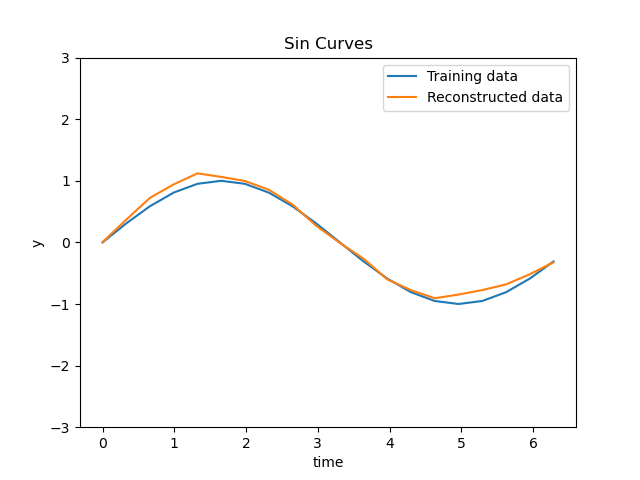 Sin Curves
Training data
Reconstructed data
3
2
1
0
−1
−2
−3
y
0 1 2 3 4 5 6
time